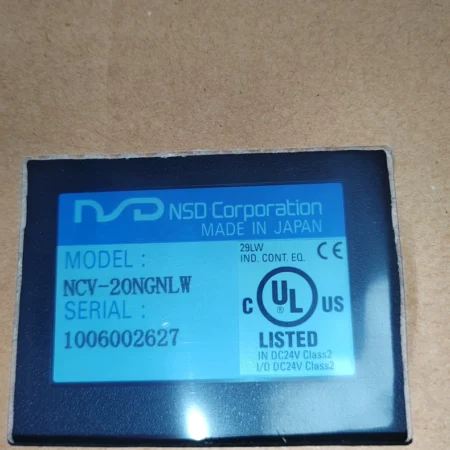 NSD NSD Corporation
MADE IN JAPAN
MODEL :
NCV-20NGNLW
SERIAL :
1006002627
29LW
IND. CONT. EQ. CE
C UL US
LISTED
IN DC24V Class2
I/O DC24V Class2